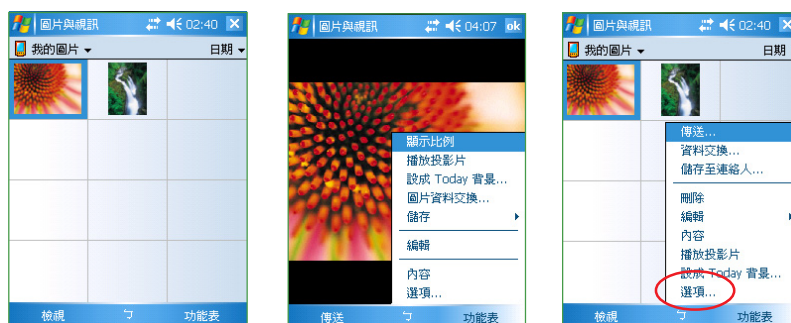 圖片與視訊 02:40
我的圖片 日期
檢視 ㄅ 功能表
圖片與視訊 04:07 ok
顯示比例
播放投影片
設成 Today 背景...
圖片資料交換...
儲存
編輯
內容
選項...
傳送 ㄅ 功能表
圖片與視訊 02:40
我的圖片 日期
傳送...
資料交換...
儲存至連絡人...
刪除
編輯
內容
播放投影片
設成 Today 背景...
選項...
檢視 ㄅ 功能表